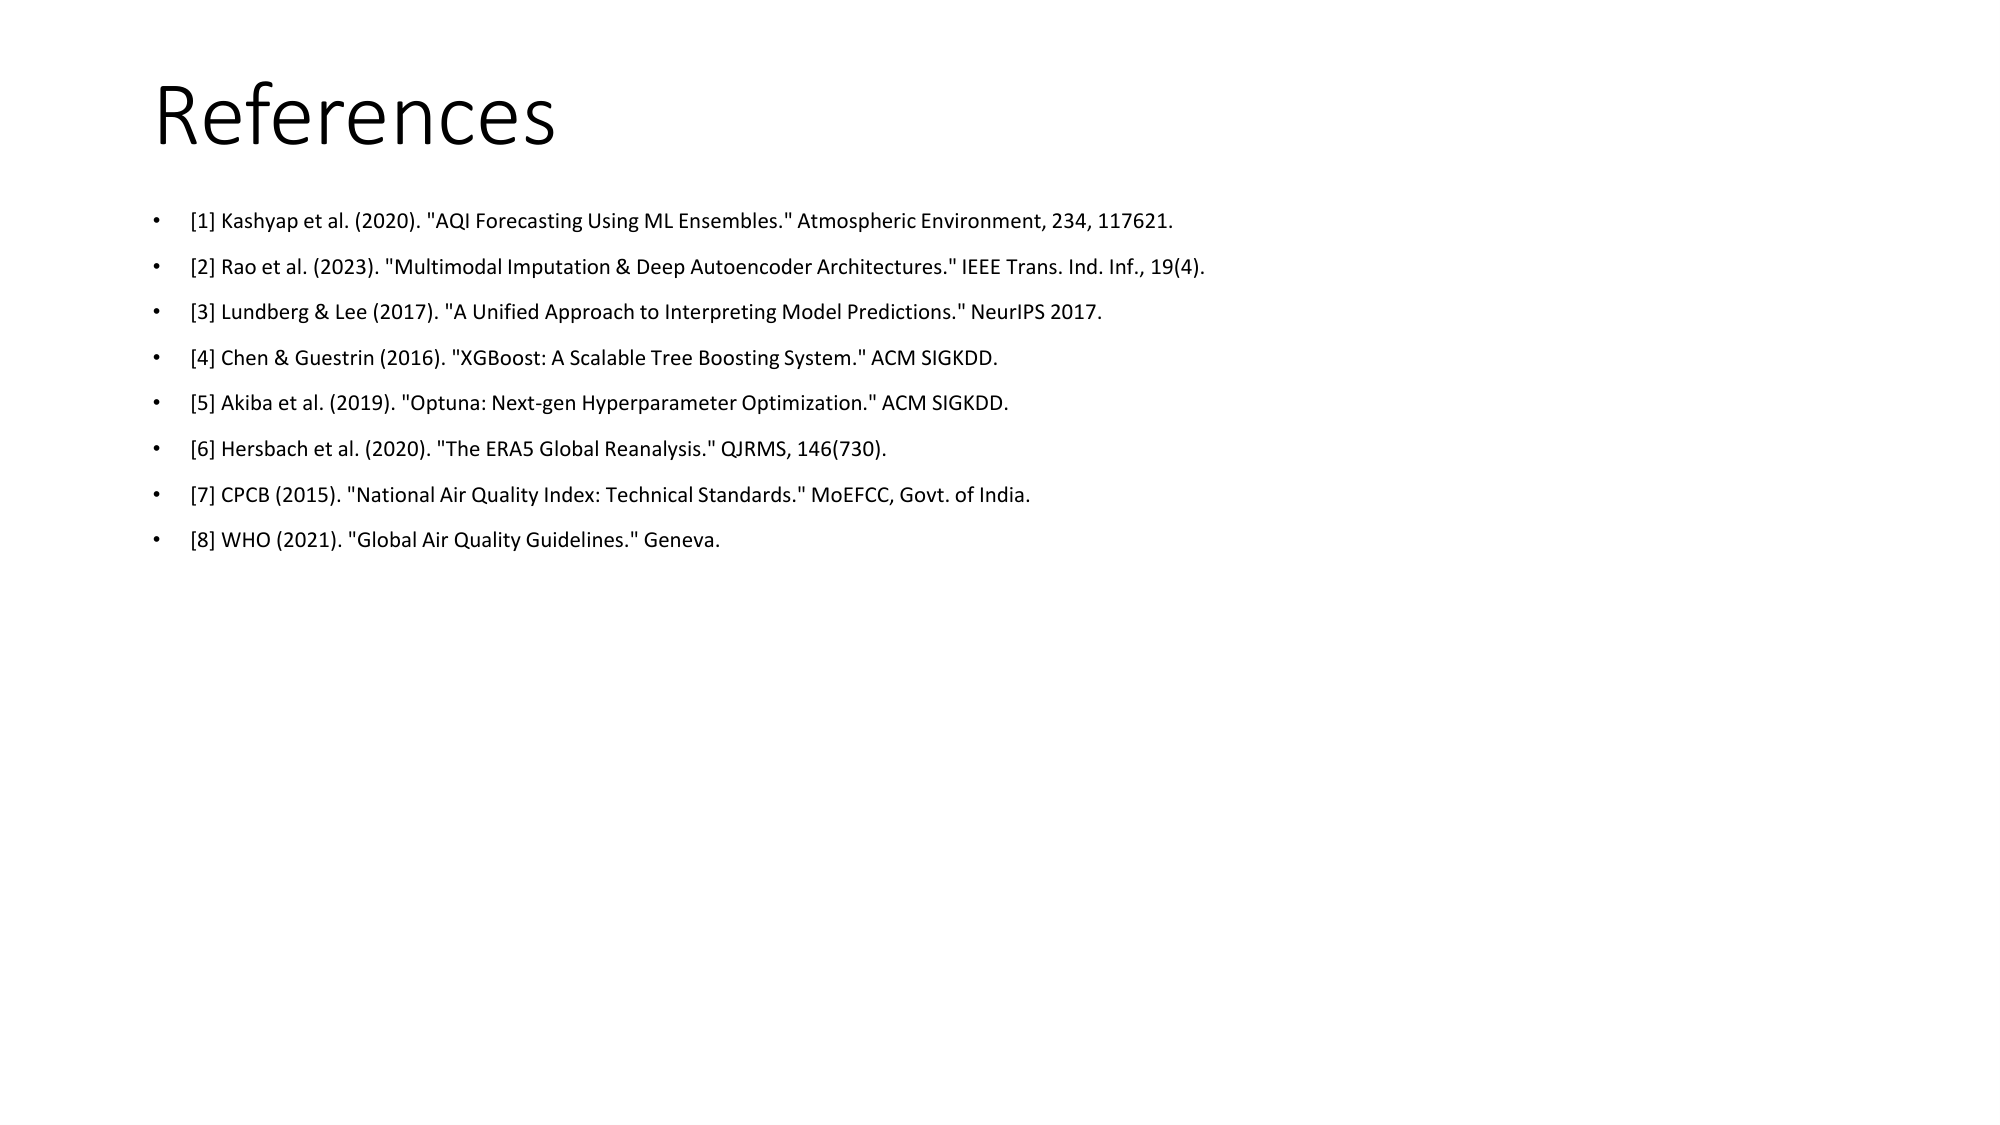 References
• [1] Kashyap et al. (2020). "AQI Forecasting Using ML Ensembles." Atmospheric Environment, 234, 117621.
• [2] Rao et al. (2023). "Multimodal Imputation & Deep Autoencoder Architectures." IEEE Trans. Ind. Inf., 19(4).
• [3] Lundberg & Lee (2017). "A Unified Approach to Interpreting Model Predictions." NeurIPS 2017.
• [4] Chen & Guestrin (2016). "XGBoost: A Scalable Tree Boosting System." ACM SIGKDD.
• [5] Akiba et al. (2019). "Optuna: Next-gen Hyperparameter Optimization." ACM SIGKDD.
• [6] Hersbach et al. (2020). "The ERA5 Global Reanalysis." QJRMS, 146(730).
• [7] CPCB (2015). "National Air Quality Index: Technical Standards." MoEFCC, Govt. of India.
• [8] WHO (2021). "Global Air Quality Guidelines." Geneva.